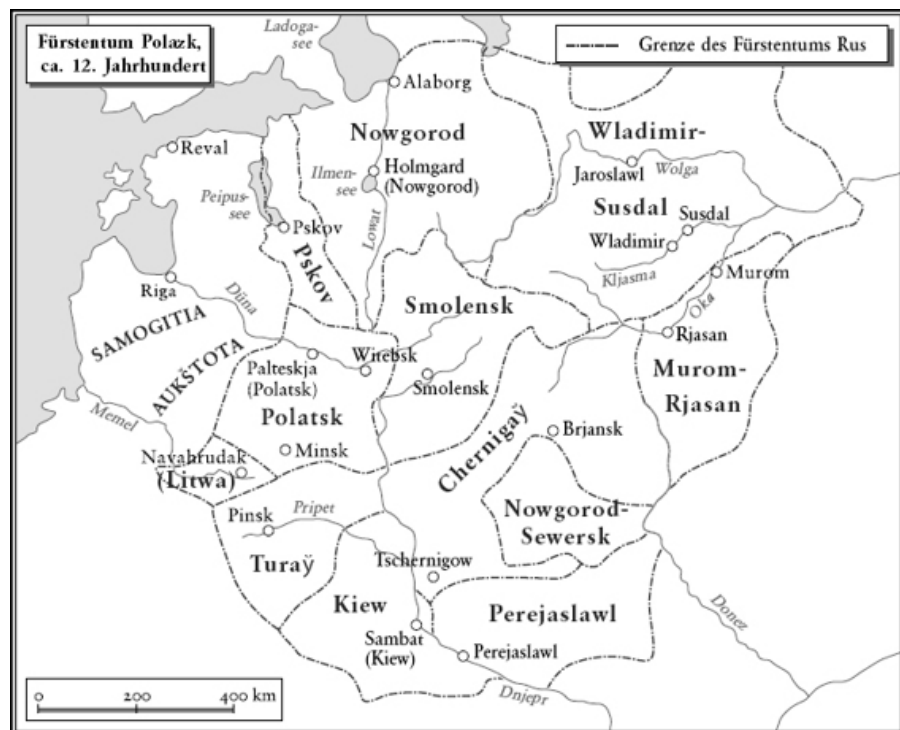 Fürstentum Polazk,
ca. 12. Jahrhundert
Ladoga-
see
Grenze des Fürstentums Rus
Alaborg
Nowgorod
Wladimir-
Reval
Ilmen-
see
Holmgard
(Nowgorod)
Jaroslawl
Wolga
Peipus-
see
Susdal
Susdal
Pskov
Lowat
Wladimir
Pskov
Kljasma
Murom
Riga
Düna
Smolensk
Oka
SAMOGITIA
Rjasan
AUKŠTOTA
Palteskja
(Polatsk)
Witebsk
Smolensk
Murom-
Rjasan
Memel
Polatsk
Chernigaў
Brjansk
Minsk
Navahrudak
(Litwa)
Pinsk
Pripet
Nowgorod-
Sewersk
Turaў
Tschernigow
Kiew
Perejaslawl
Donez
Sambat
(Kiew)
Perejaslawl
Dnjepr
0 200 400 km